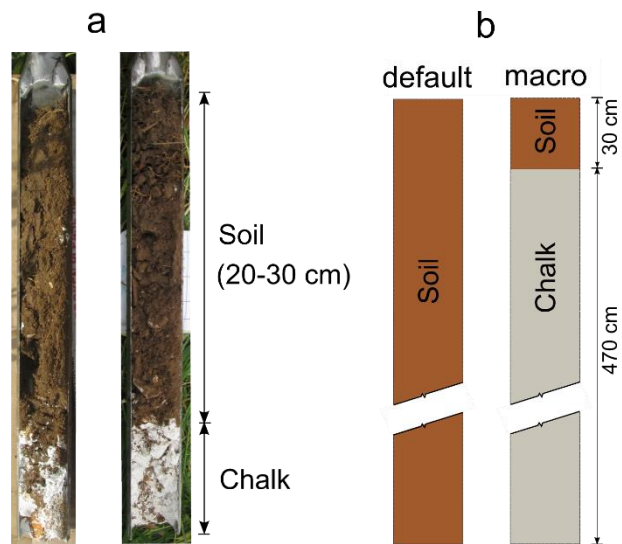 a
Soil
(20-30 cm)
Chalk
b
default
macro
Soil
Soil
Chalk
30 cm
470 cm